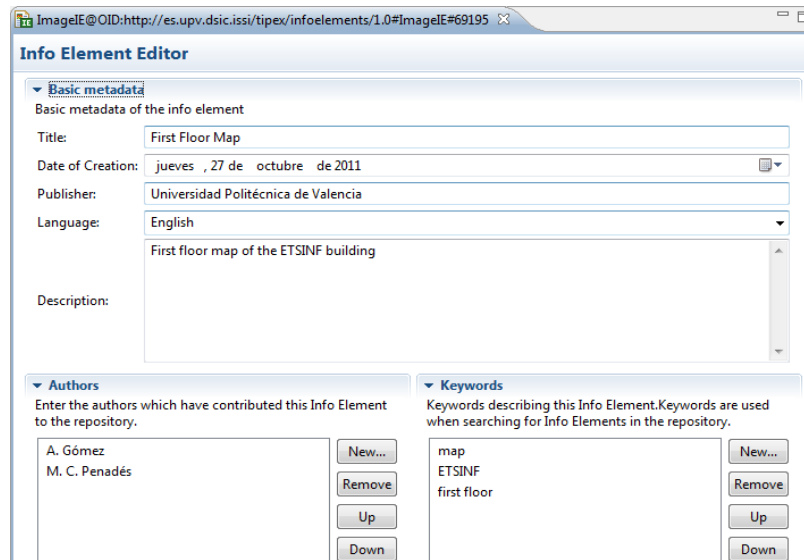 ImageIE@OID:http://es.upv.dsic.issi/tipex/infoelements/1.0#ImageIE#69195
Info Element Editor
Basic metadata
Basic metadata of the info element
Title: First Floor Map
Date of Creation: jueves , 27 de octubre de 2011
Publisher: Universidad Politécnica de Valencia
Language: English
Description: First floor map of the ETSINF building
Authors
Enter the authors which have contributed this Info Element
to the repository.
A. Gómez
M. C. Penadés
New...
Remove
Up
Down
Keywords
Keywords describing this Info Element.Keywords are used
when searching for Info Elements in the repository.
map
ETSINF
first floor
New...
Remove
Up
Down